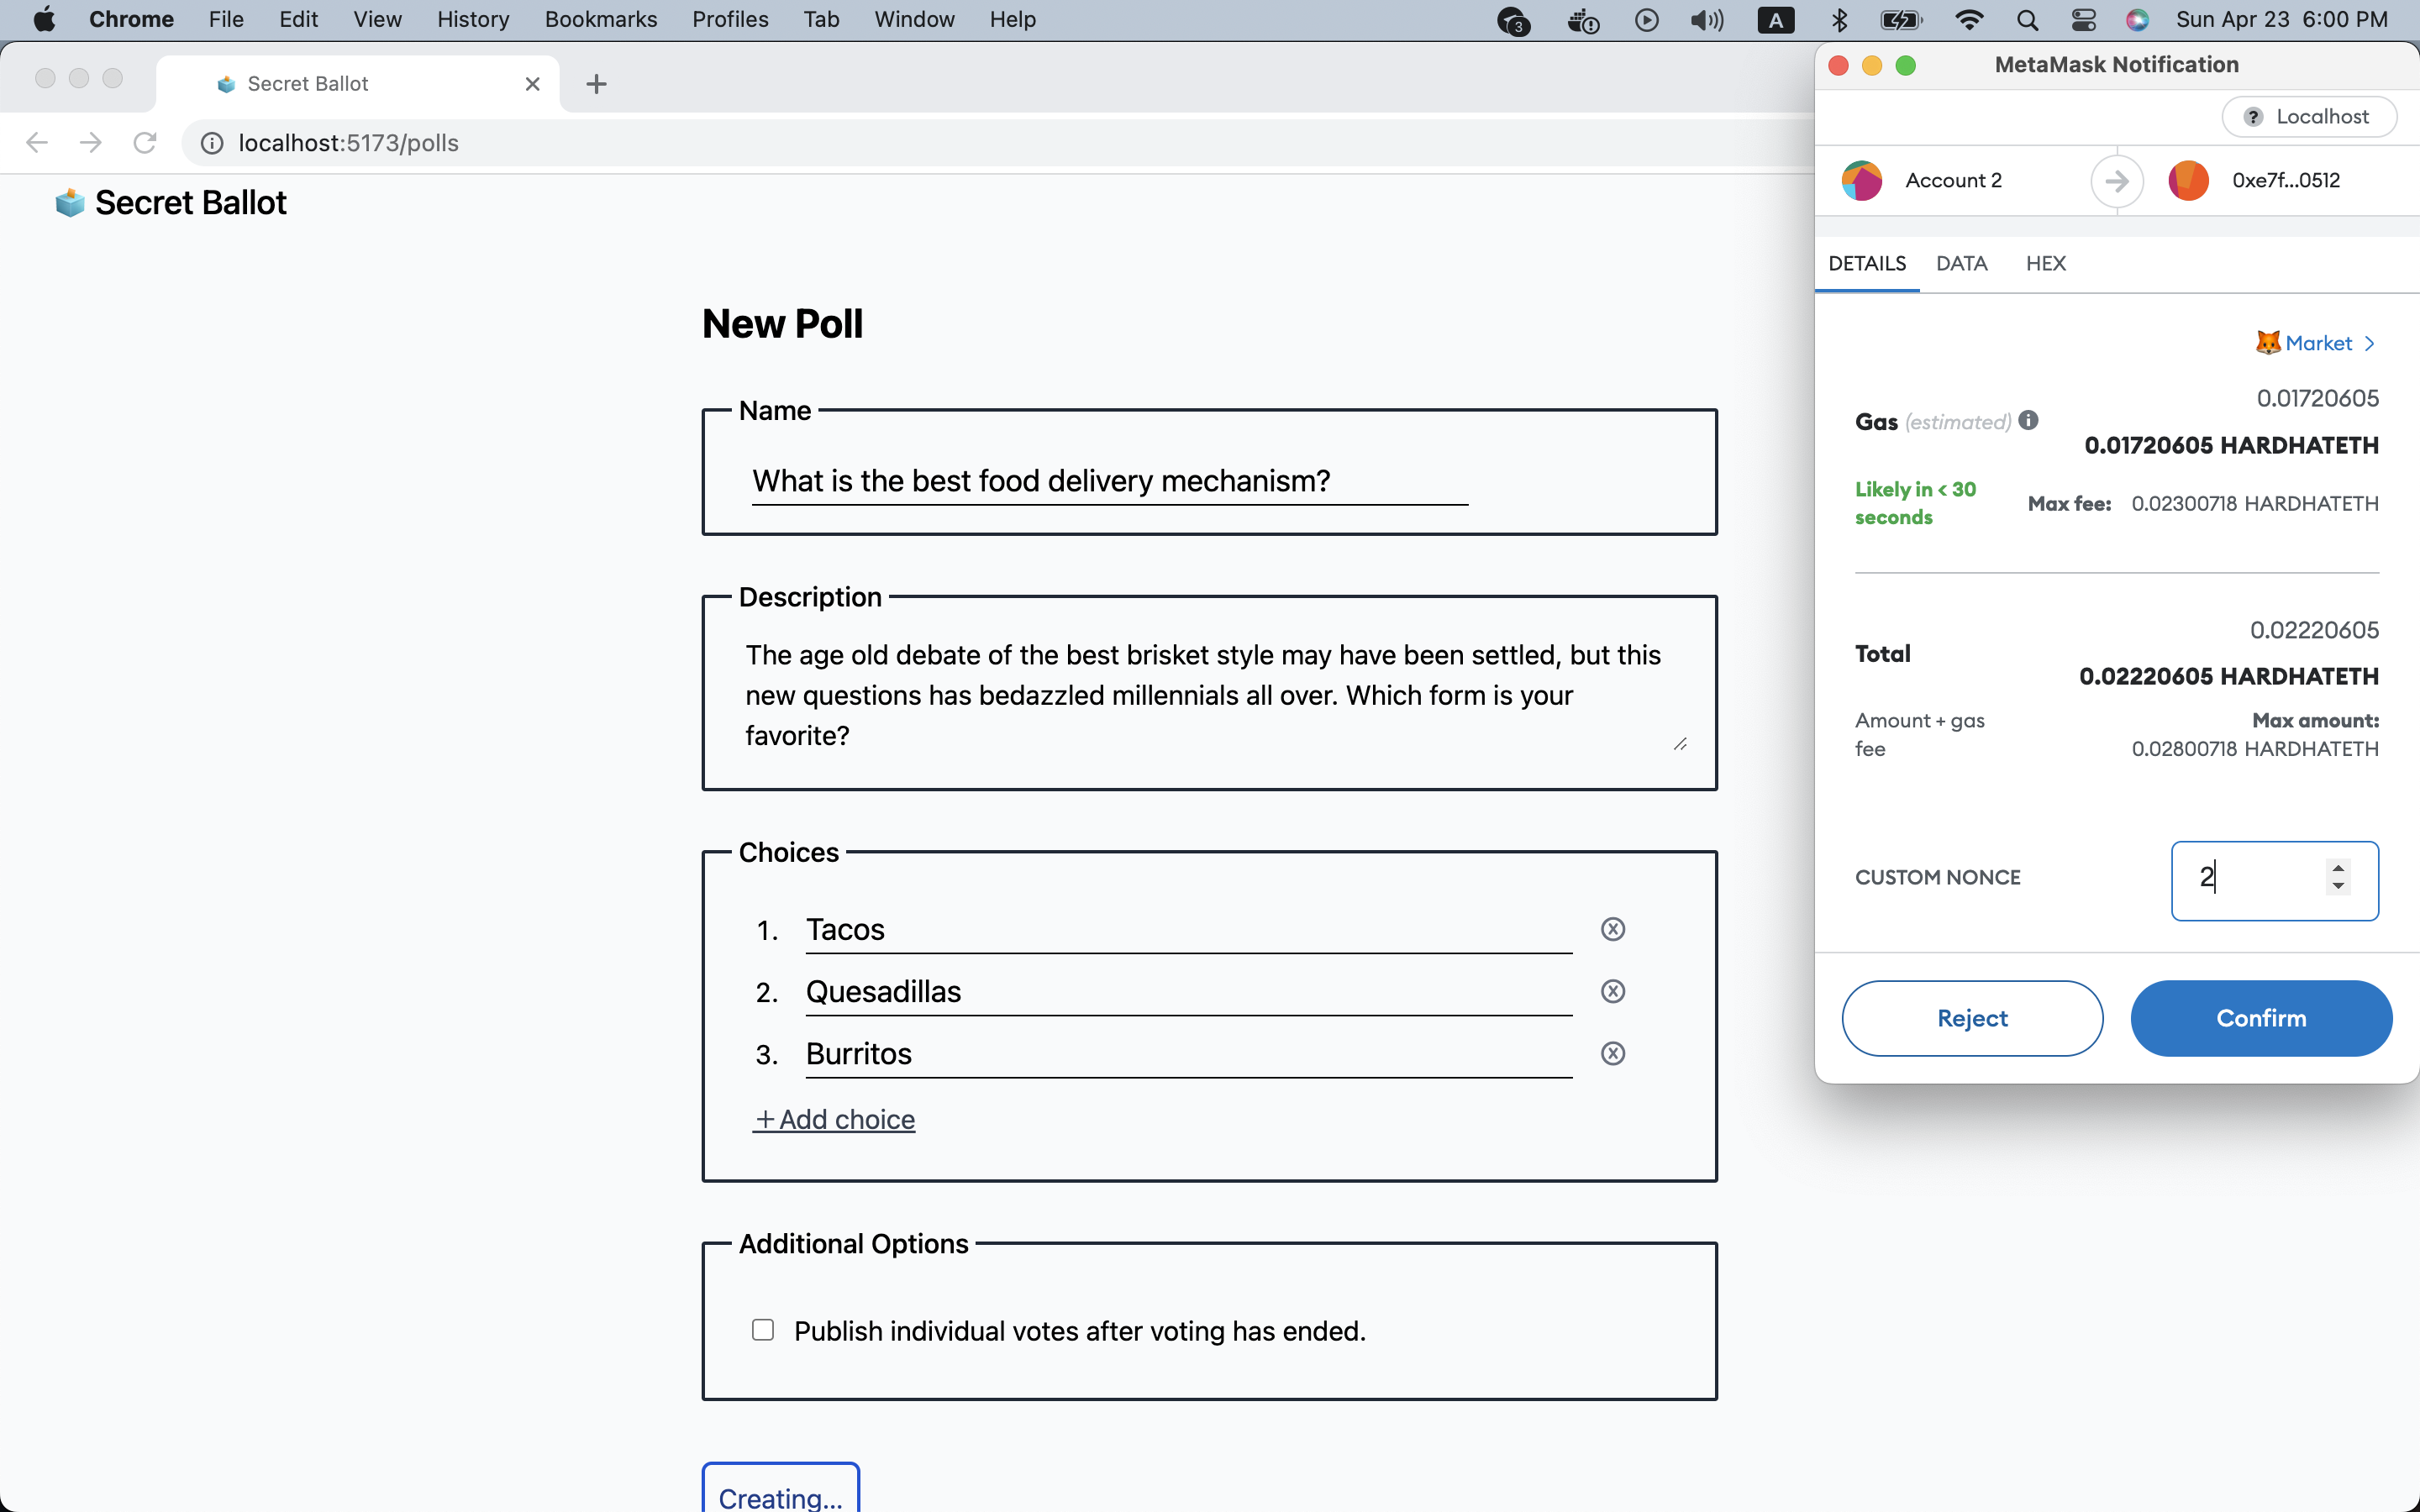 Chrome File Edit View History Bookmarks Profiles Tab Window Help 3 A Sun Apr 23 6:00 PM
Secret Ballot
localhost:5173/polls
Secret Ballot
New Poll
Name
What is the best food delivery mechanism?
Description
The age old debate of the best brisket style may have been settled, but this
new questions has bedazzled millennials all over. Which form is your
favorite?
Choices
1. Tacos
2. Quesadillas
3. Burritos
+Add choice
Additional Options
Publish individual votes after voting has ended.
Creating...
MetaMask Notification
? Localhost
Account 2 0xe7f...0512
DETAILS DATA HEX
Market >
0.01720605
Gas (estimated)
0.01720605 HARDHATETH
Likely in < 30
seconds
Max fee: 0.02300718 HARDHATETH
0.02220605
Total
0.02220605 HARDHATETH
Amount + gas
fee
Max amount:
0.02800718 HARDHATETH
CUSTOM NONCE 2
Reject Confirm